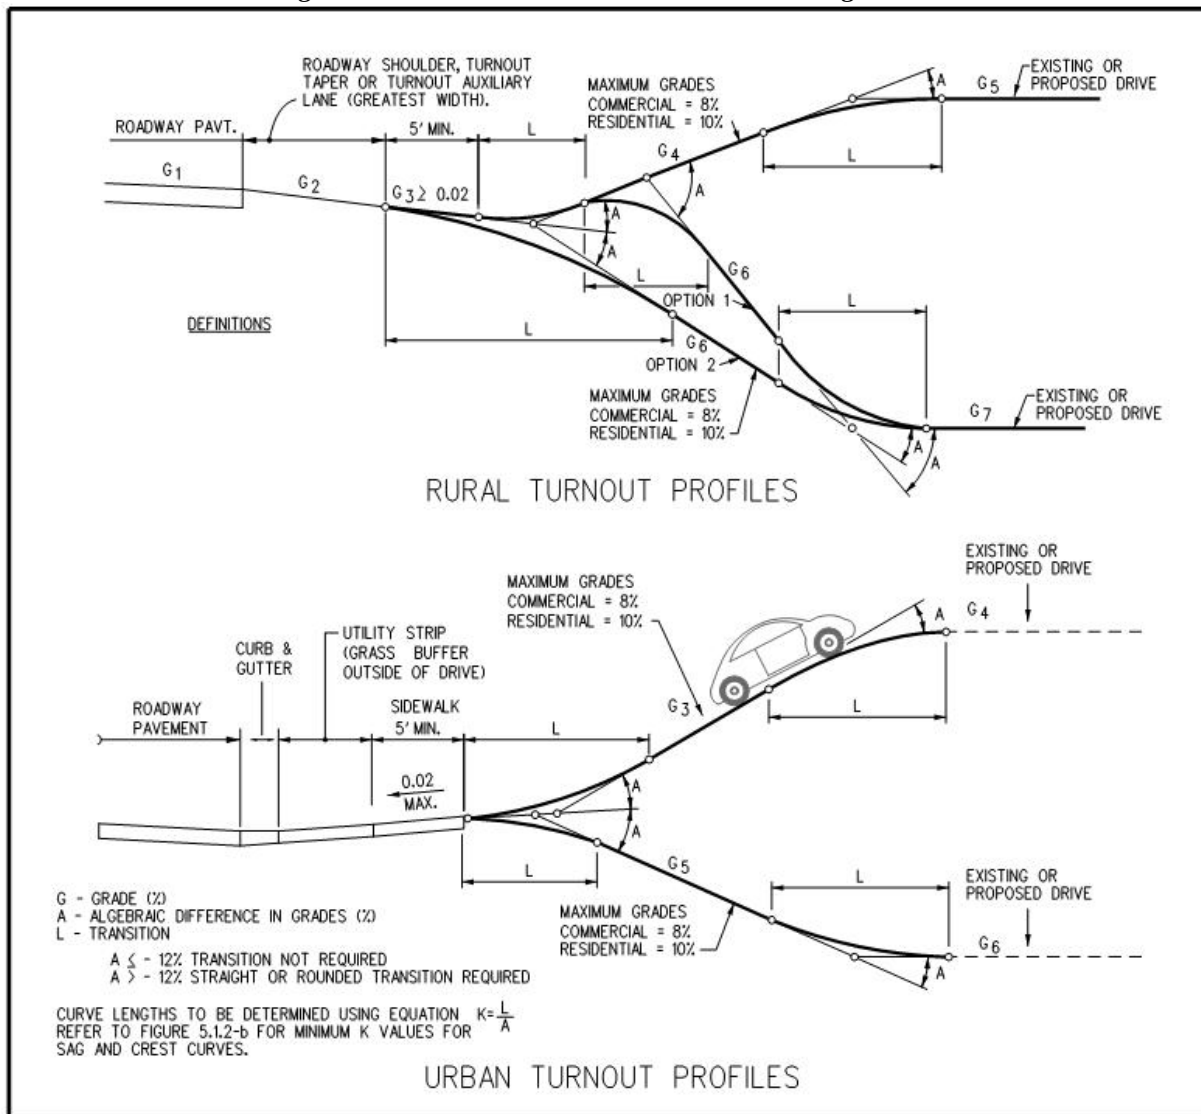 ROADWAY SHOULDER, TURNOUT
TAPER OR TURNOUT AUXILIARY
LANE (GREATEST WIDTH).
MAXIMUM GRADES
COMMERCIAL = 8%
RESIDENTIAL = 10%
A
G5
EXISTING OR
PROPOSED DRIVE
ROADWAY PAVT.
5' MIN.
L
G4
L
G1
G2
G3 ≥ 0.02
A
A
A
L
G6
OPTION 1
L
DEFINITIONS
L
G6
OPTION 2
MAXIMUM GRADES
COMMERCIAL = 8%
RESIDENTIAL = 10%
G7
EXISTING OR
PROPOSED DRIVE
A
A
RURAL TURNOUT PROFILES
EXISTING OR
PROPOSED DRIVE
MAXIMUM GRADES
COMMERCIAL = 8%
RESIDENTIAL = 10%
A
G4
CURB &
GUTTER
UTILITY STRIP
(GRASS BUFFER
OUTSIDE OF DRIVE)
ROADWAY
PAVEMENT
SIDEWALK
5' MIN.
L
G3
L
0.02
MAX.
A
A
L
G5
L
EXISTING OR
PROPOSED DRIVE
MAXIMUM GRADES
COMMERCIAL = 8%
RESIDENTIAL = 10%
G6
A
G - GRADE (%)
A - ALGEBRAIC DIFFERENCE IN GRADES (%)
L - TRANSITION
A ≤ - 12% TRANSITION NOT REQUIRED
A > - 12% STRAIGHT OR ROUNDED TRANSITION REQUIRED
CURVE LENGTHS TO BE DETERMINED USING EQUATION K=L/A
REFER TO FIGURE 5.1.2-b FOR MINIMUM K VALUES FOR
SAG AND CREST CURVES.
URBAN TURNOUT PROFILES